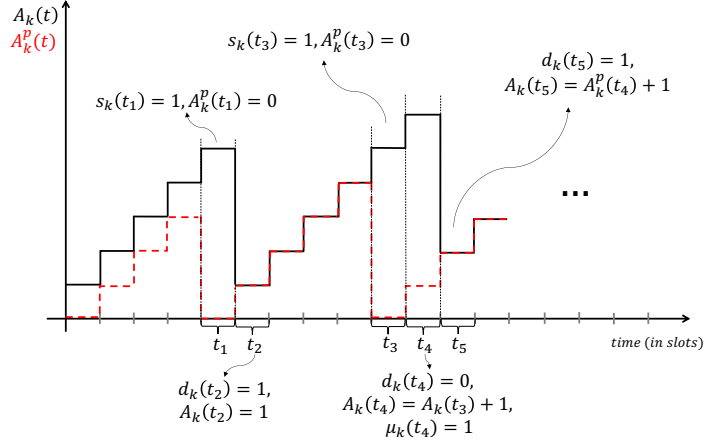 A_k(t)
A_k^p(t)
s_k(t_3) = 1, A_k^p(t_3) = 0
d_k(t_5) = 1,
A_k(t_5) = A_k^p(t_4) + 1
s_k(t_1) = 1, A_k^p(t_1) = 0
...
t_1 t_2 t_3 t_4 t_5
time (in slots)
d_k(t_2) = 1,
A_k(t_2) = 1
d_k(t_4) = 0,
A_k(t_4) = A_k(t_3) + 1,
μ_k(t_4) = 1